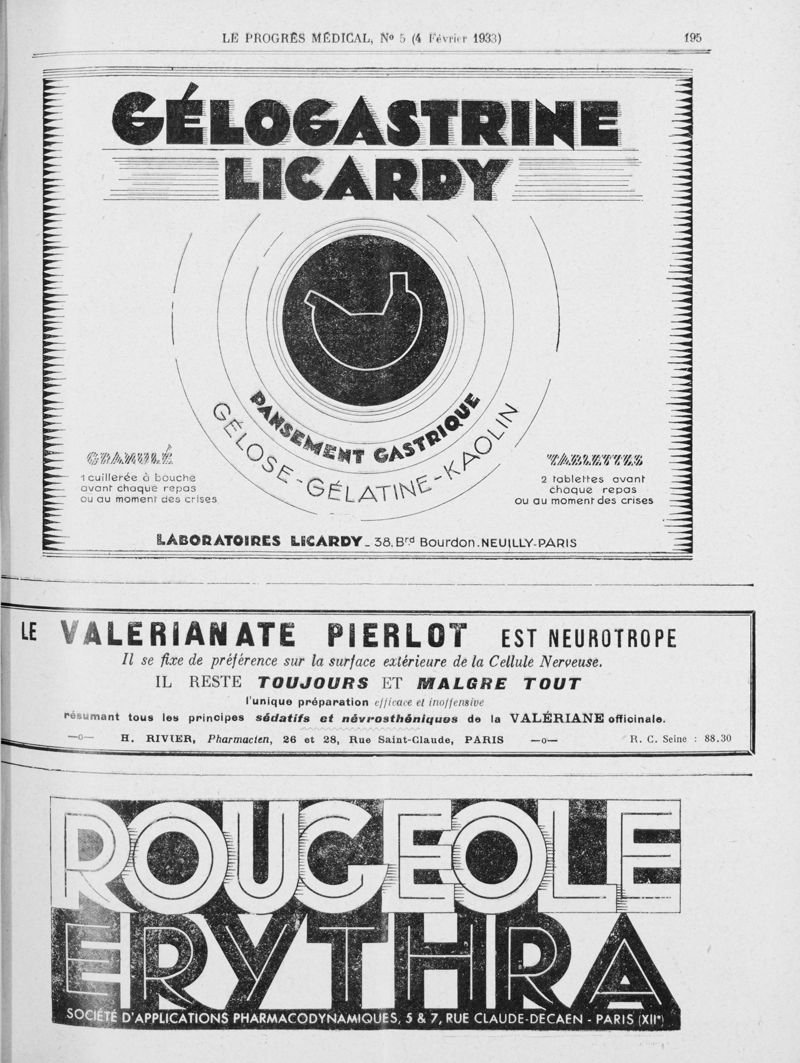 LE PROGRÈS MÉDICAL, Nº 5 (4 Février 1933) 195
GÉLOGASTRINE
LICARDY
PANSEMENT GASTRIQUE
GÉLOSE-GÉLATINE-KAOLIN
GRANULÉ
1 cuillerée à bouche
avant chaque repas
ou au moment des crises
TABLETTES
2 tablettes avant
chaque repas
ou au moment des crises
LABORATOIRES LICARDY_38, Brd Bourdon.NEUILLY-PARIS
LE VALERIANATE PIERLOT EST NEUROTROPE
Il se fixe de préférence sur la surface extérieure de la Cellule Nerveuse.
IL RESTE TOUJOURS ET MALGRE TOUT
l'unique préparation efficace et inoffensive
résumant tous les principes sédatifs et névrosthéniques de la VALÉRIANE officinale.
—o— H. RIVIER, Pharmacien, 26 et 28, Rue Saint-Claude, PARIS —o— R. C. Seine : 88.30
ROUGEOLE
ERYTHRA
SOCIÉTÉ D'APPLICATIONS PHARMACODYNAMIQUES, 5 & 7, RUE CLAUDE-DECAEN - PARIS (XIIᵉ)